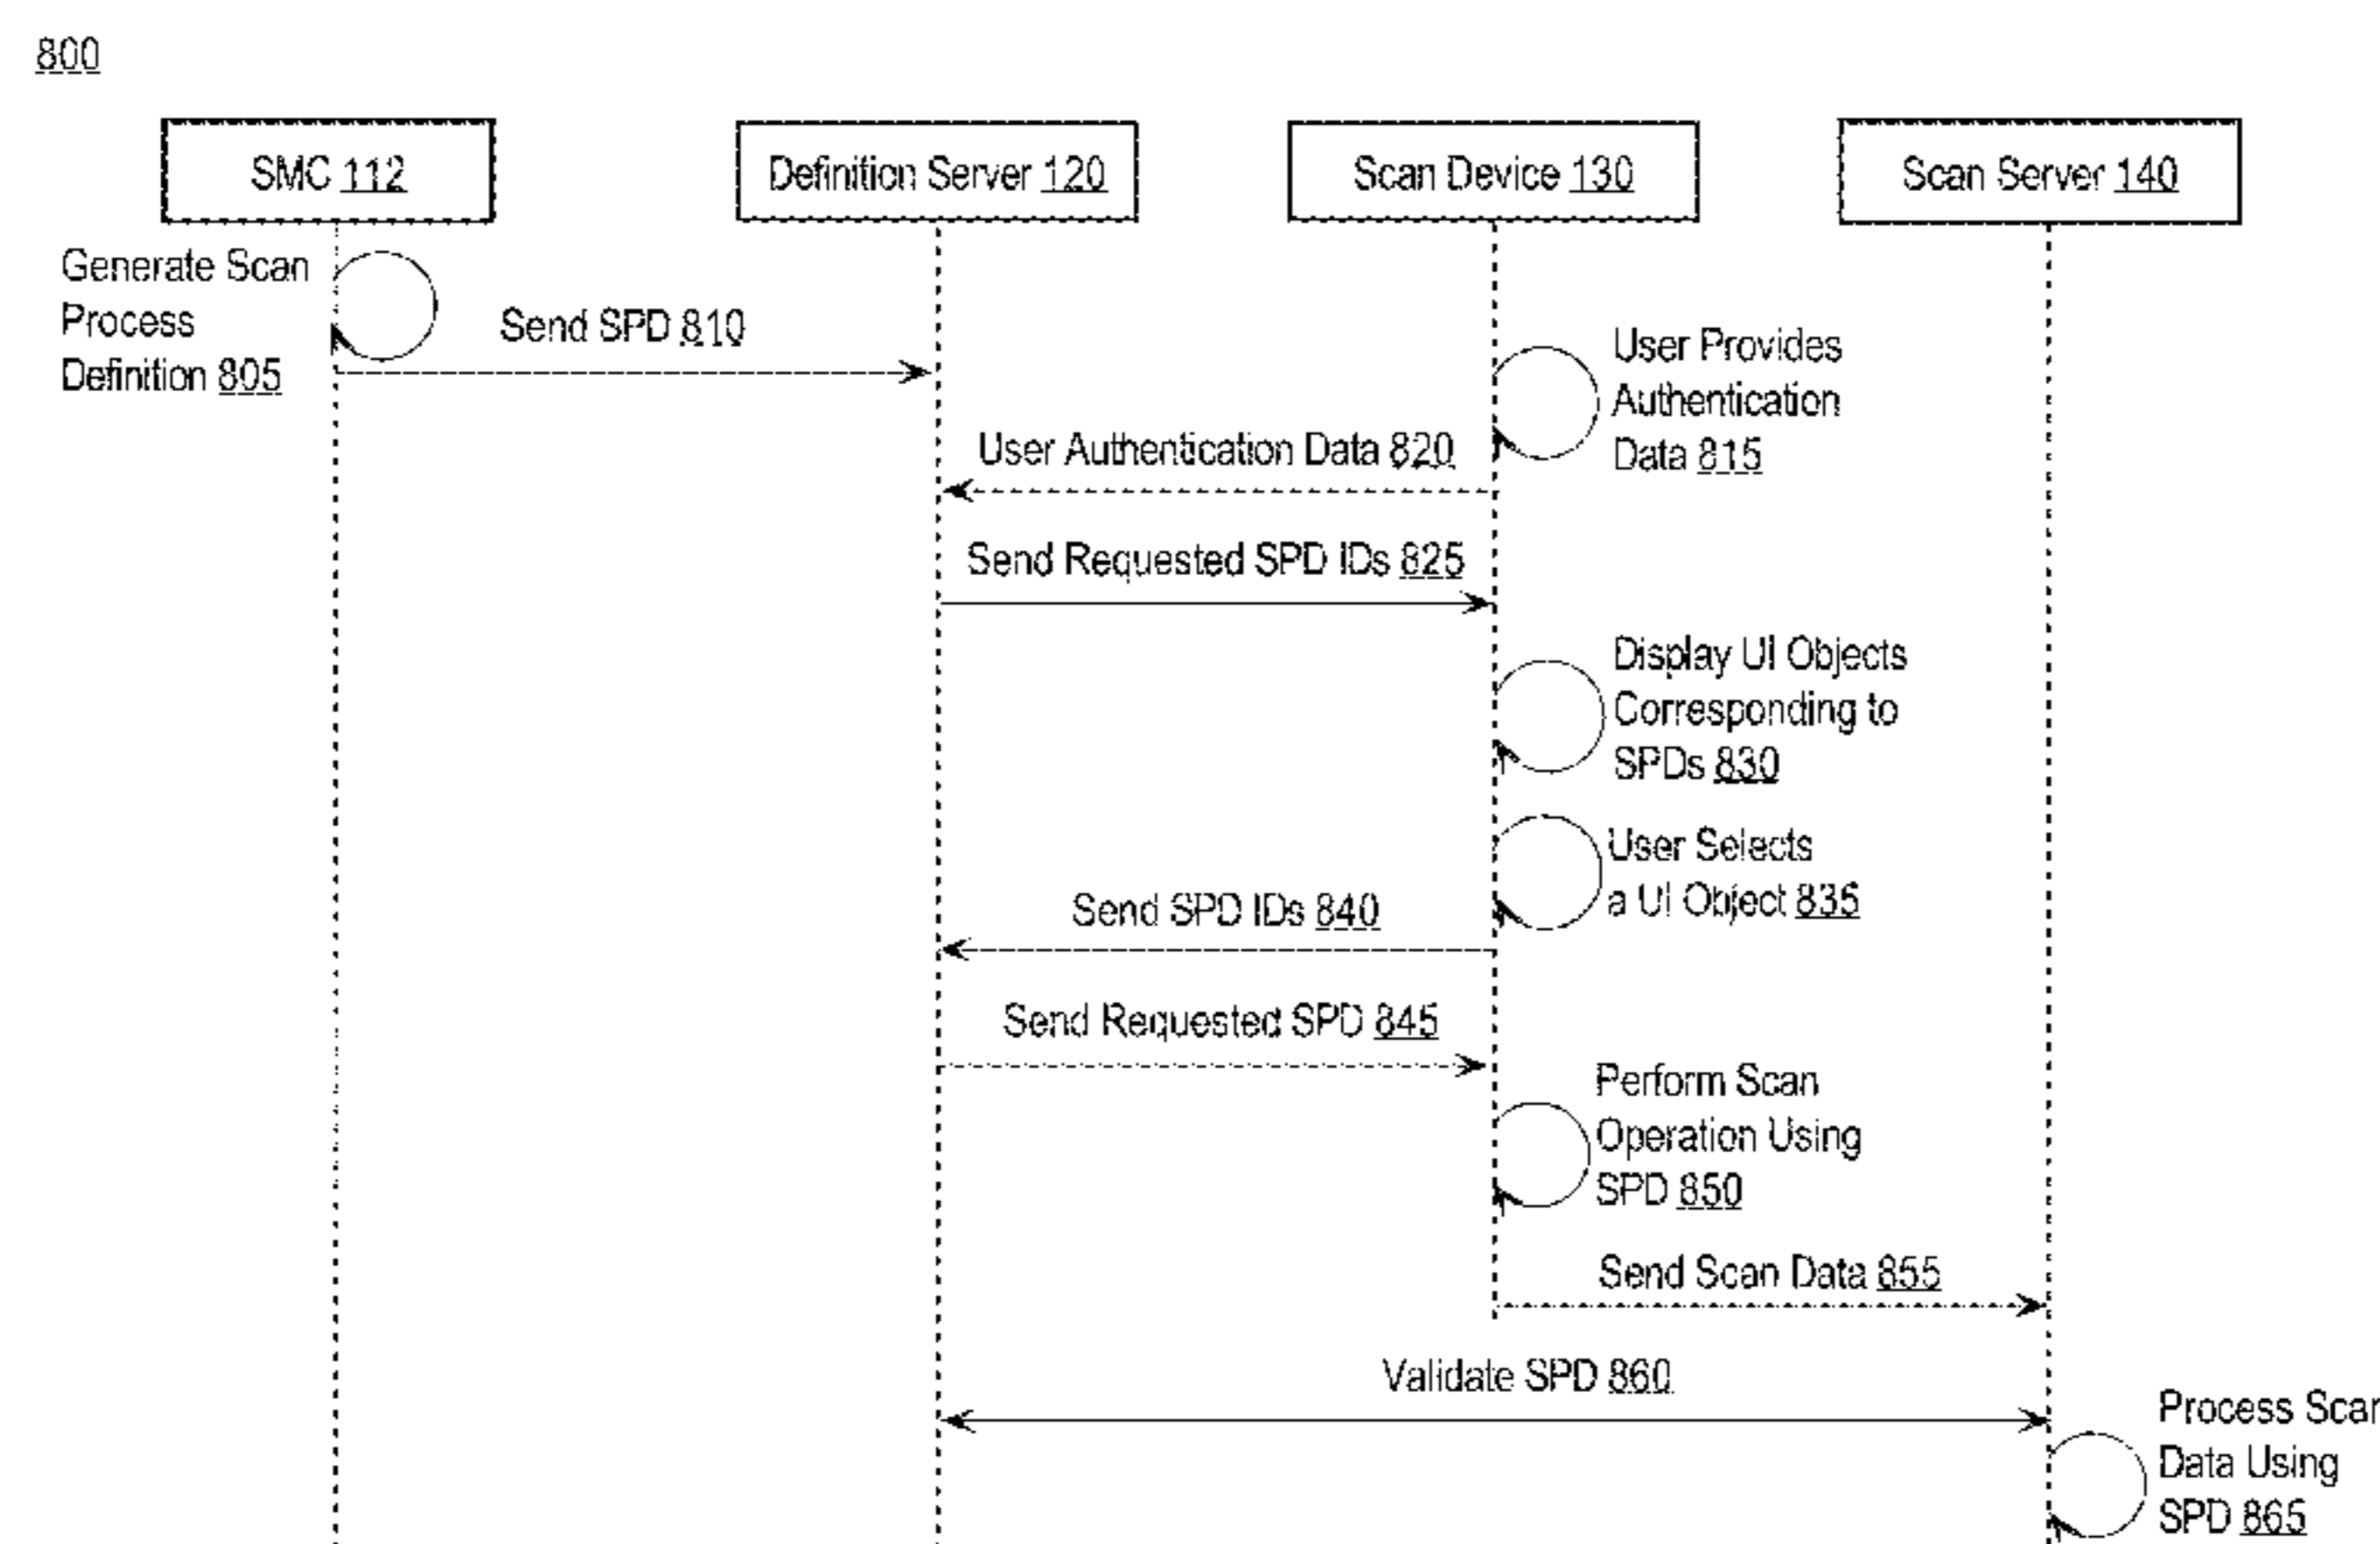 800
SMC 112
Definition Server 120
Scan Device 130
Scan Server 140
Generate Scan
Process
Definition 805
Send SPD 810
User Provides
Authentication
Data 815
User Authentication Data 820
Send Requested SPD IDs 825
Display UI Objects
Corresponding to
SPDs 830
User Selects
a UI Object 835
Send SPD IDs 840
Send Requested SPD 845
Perform Scan
Operation Using
SPD 850
Send Scan Data 855
Validate SPD 860
Process Scan
Data Using
SPD 865